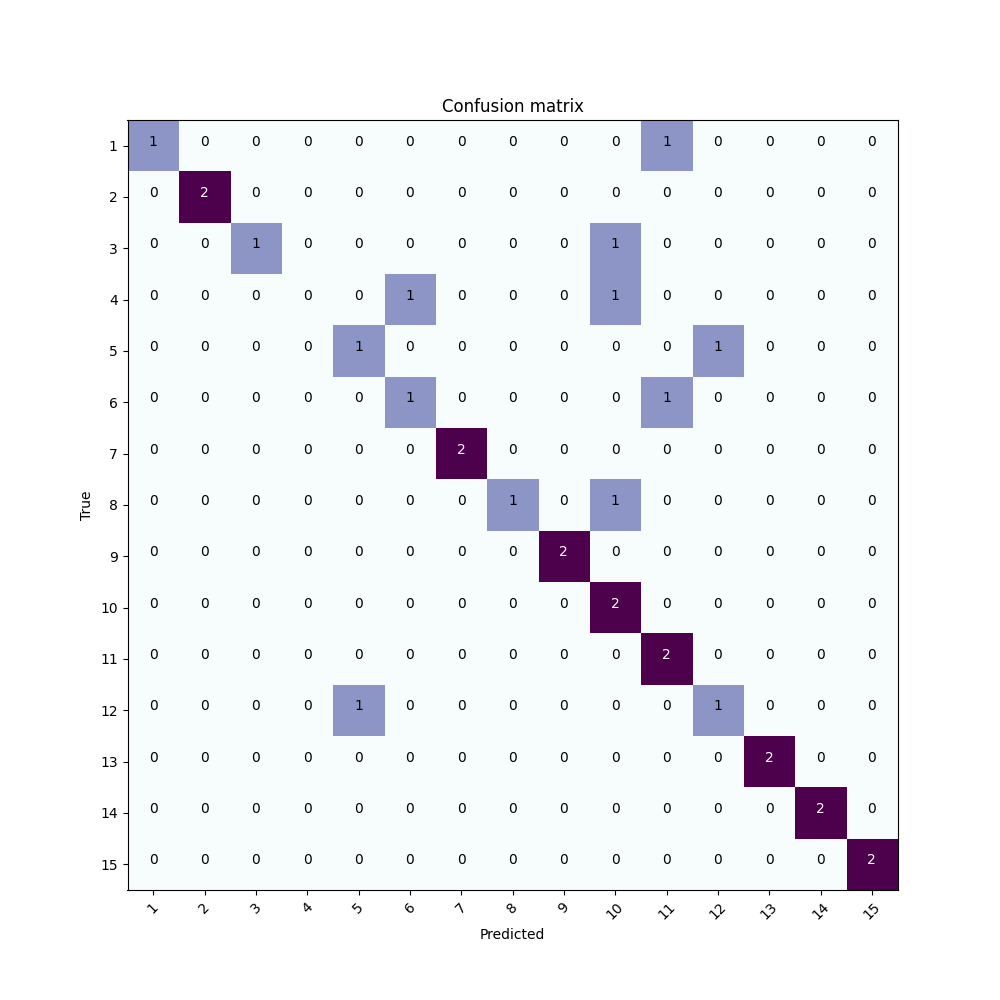 Confusion matrix
1 1 0 0 0 0 0 0 0 0 0 1 0 0 0 0
2 0 2 0 0 0 0 0 0 0 0 0 0 0 0 0
3 0 0 1 0 0 0 0 0 0 1 0 0 0 0 0
4 0 0 0 0 0 1 0 0 0 1 0 0 0 0 0
5 0 0 0 0 1 0 0 0 0 0 0 1 0 0 0
6 0 0 0 0 0 1 0 0 0 0 1 0 0 0 0
7 0 0 0 0 0 0 2 0 0 0 0 0 0 0 0
8 0 0 0 0 0 0 0 1 0 1 0 0 0 0 0
True
9 0 0 0 0 0 0 0 0 2 0 0 0 0 0 0
10 0 0 0 0 0 0 0 0 0 2 0 0 0 0 0
11 0 0 0 0 0 0 0 0 0 0 2 0 0 0 0
12 0 0 0 0 1 0 0 0 0 0 0 1 0 0 0
13 0 0 0 0 0 0 0 0 0 0 0 0 2 0 0
14 0 0 0 0 0 0 0 0 0 0 0 0 0 2 0
15 0 0 0 0 0 0 0 0 0 0 0 0 0 0 2
1 2 3 4 5 6 7 8 9 10 11 12 13 14 15
Predicted